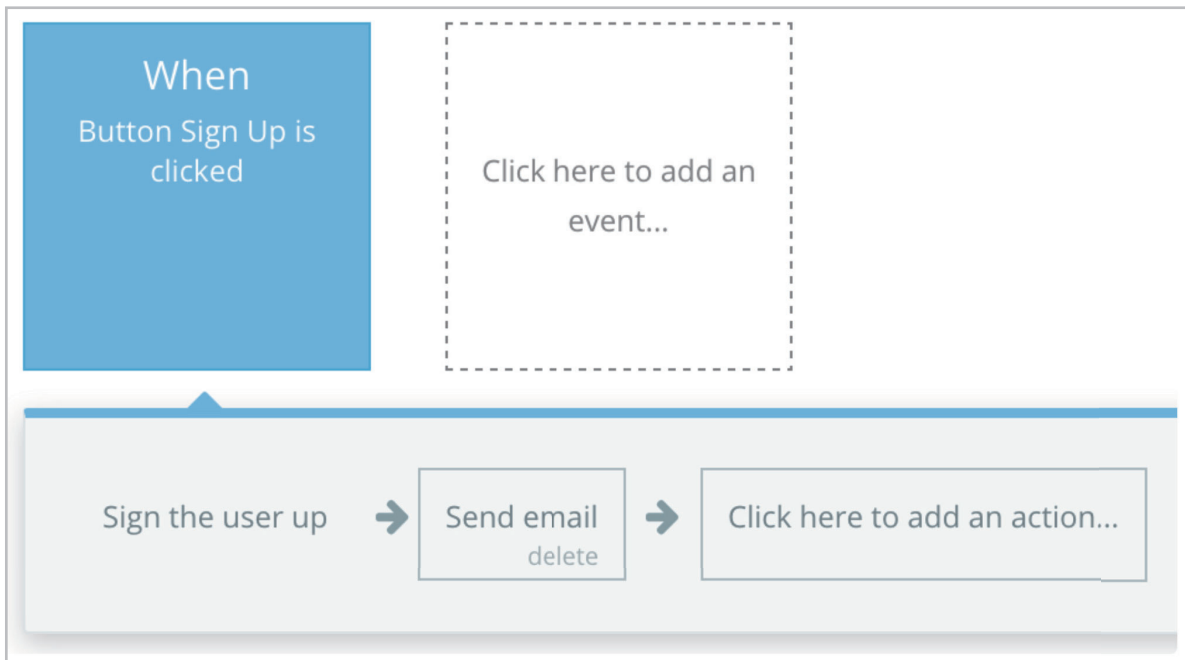 When
Button Sign Up is
clicked
Click here to add an
event...
Sign the user up
Send email
delete
Click here to add an action...